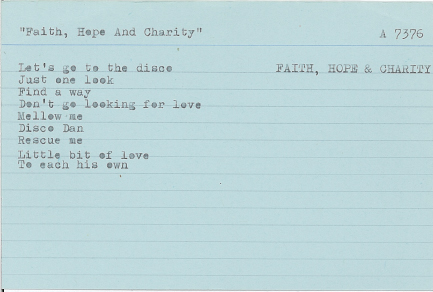 "Faith, Hope And Charity" A 7376
Let's go to the disco FAITH, HOPE & CHARITY
Just one look
Find a way
Don't go looking for love
Mellow me
Disco Dan
Rescue me
Little bit of love
To each his own